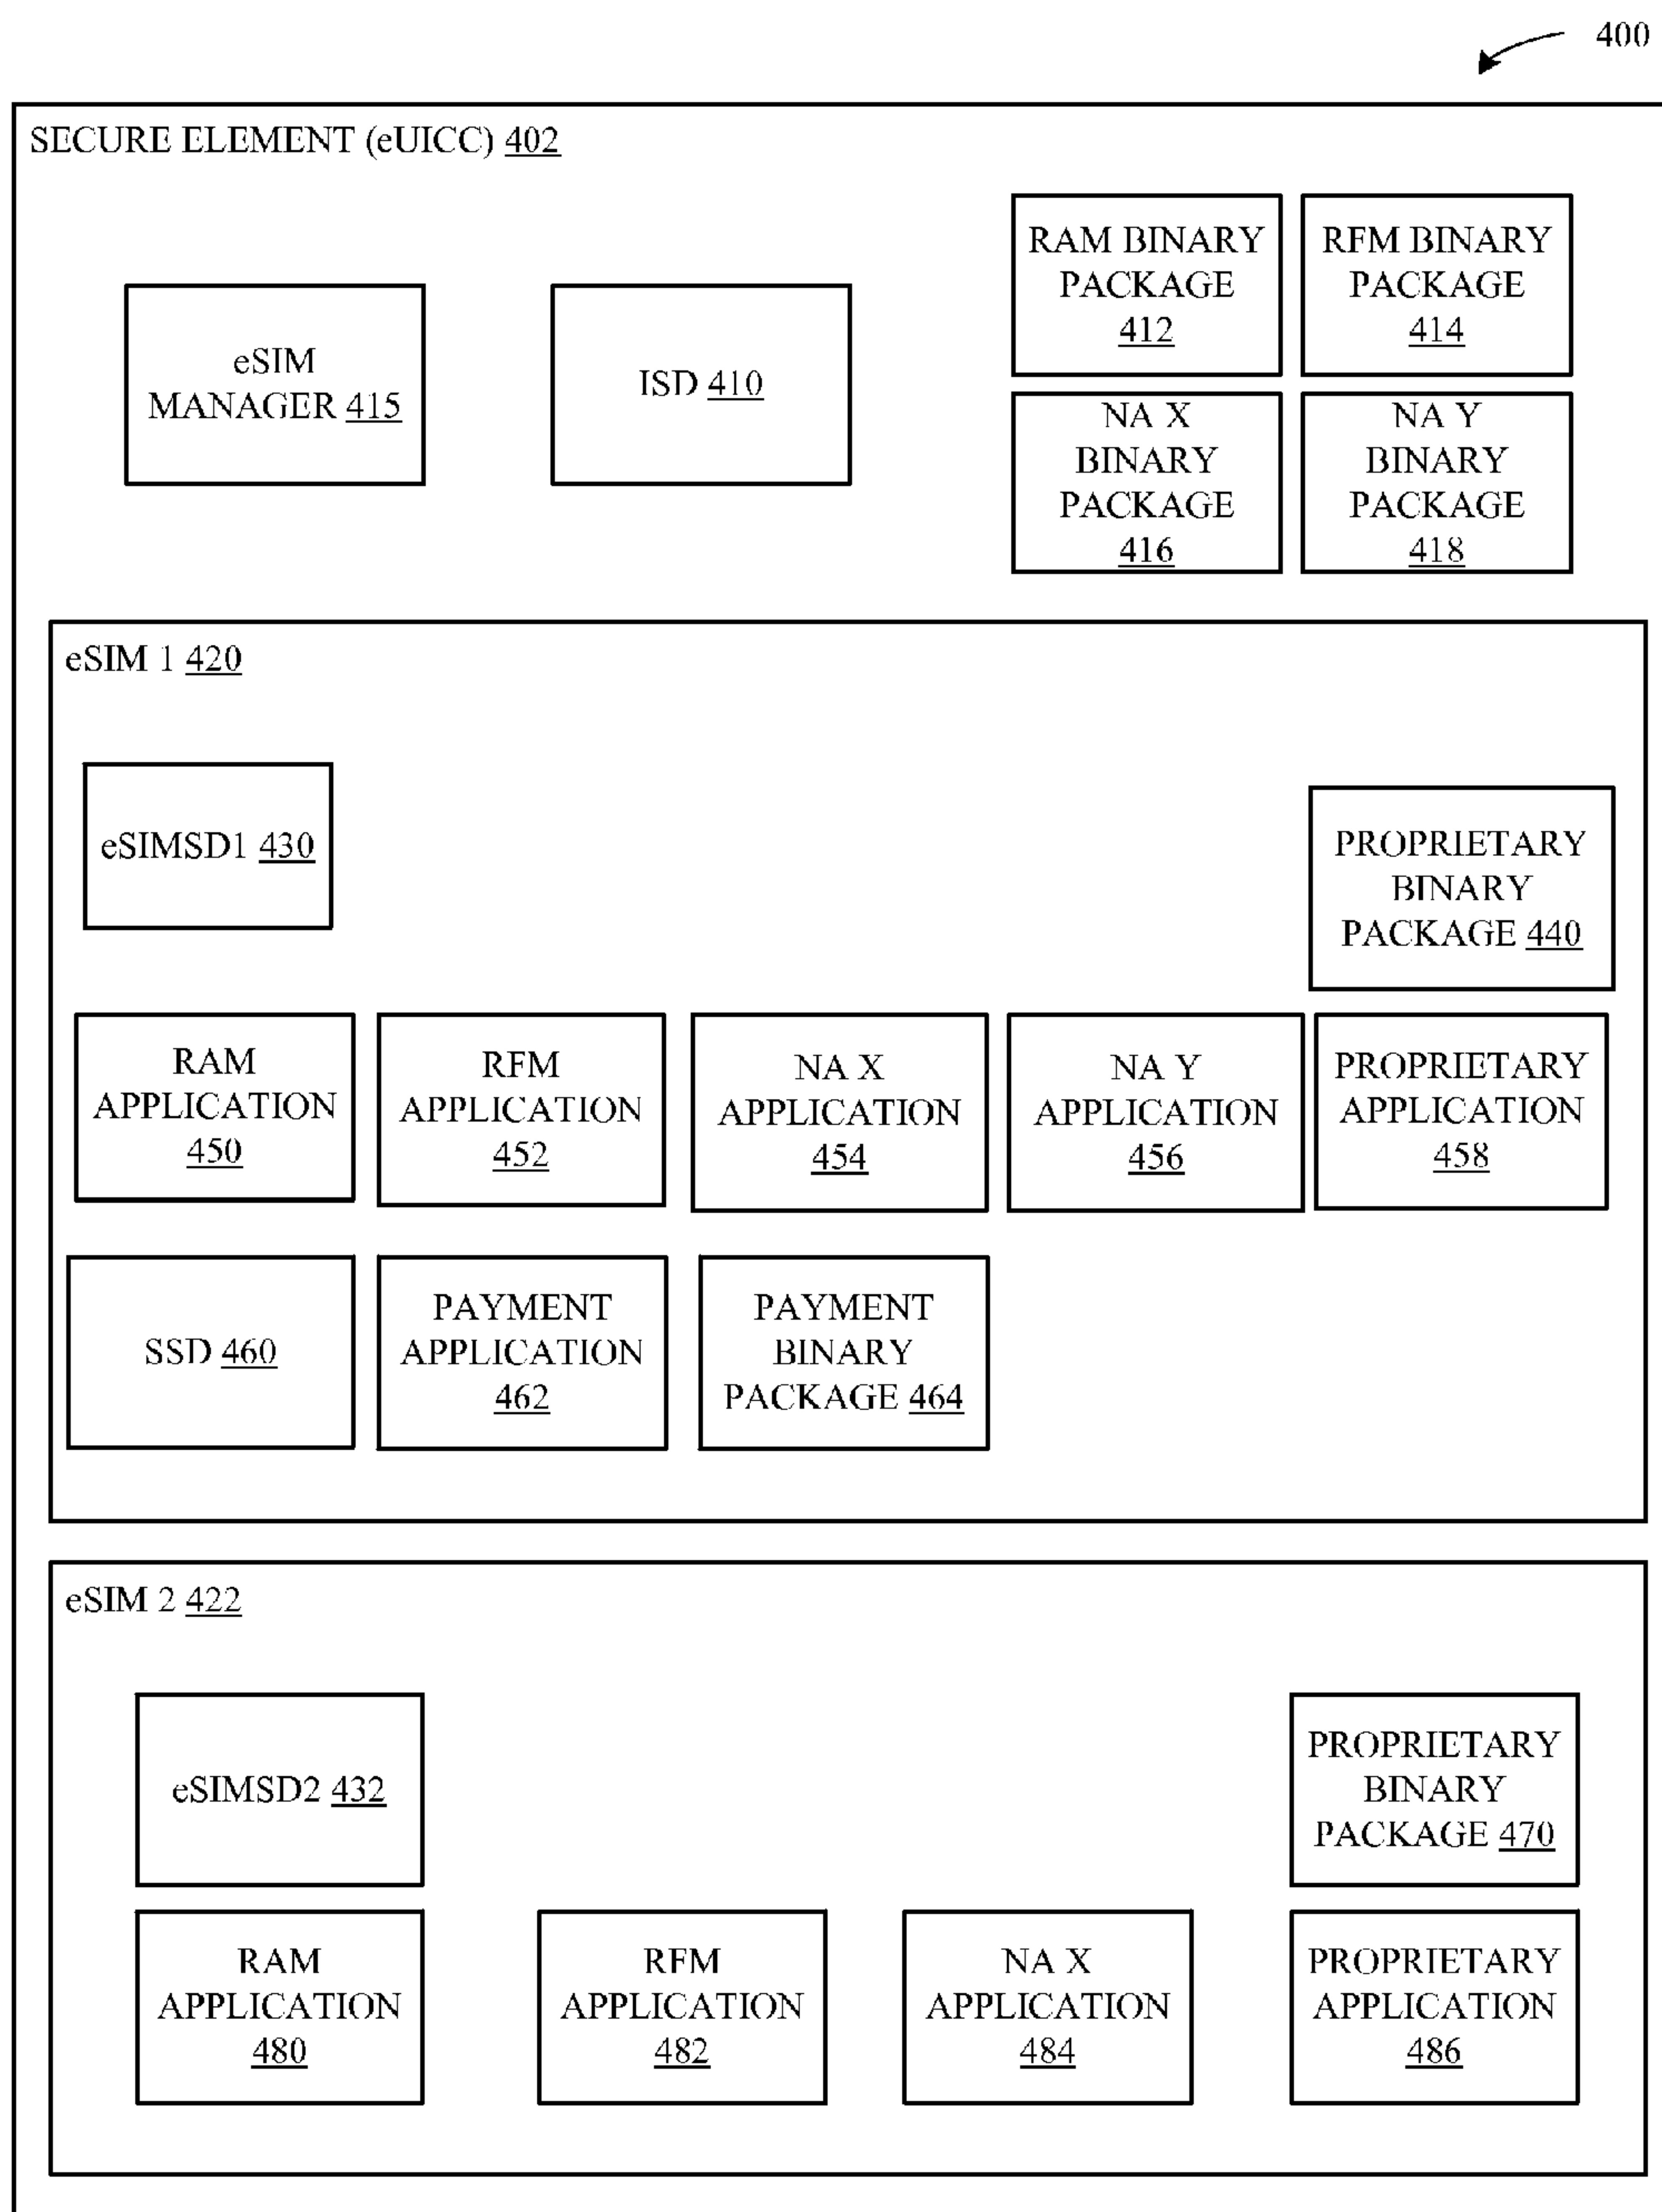 400
SECURE ELEMENT (eUICC) 402
eSIM
MANAGER 415
ISD 410
RAM BINARY
PACKAGE
412
RFM BINARY
PACKAGE
414
NA X
BINARY
PACKAGE
416
NA Y
BINARY
PACKAGE
418
eSIM 1 420
eSIMSD1 430
PROPRIETARY
BINARY
PACKAGE 440
RAM
APPLICATION
450
RFM
APPLICATION
452
NA X
APPLICATION
454
NA Y
APPLICATION
456
PROPRIETARY
APPLICATION
458
SSD 460
PAYMENT
APPLICATION
462
PAYMENT
BINARY
PACKAGE 464
eSIM 2 422
eSIMSD2 432
PROPRIETARY
BINARY
PACKAGE 470
RAM
APPLICATION
480
RFM
APPLICATION
482
NA X
APPLICATION
484
PROPRIETARY
APPLICATION
486